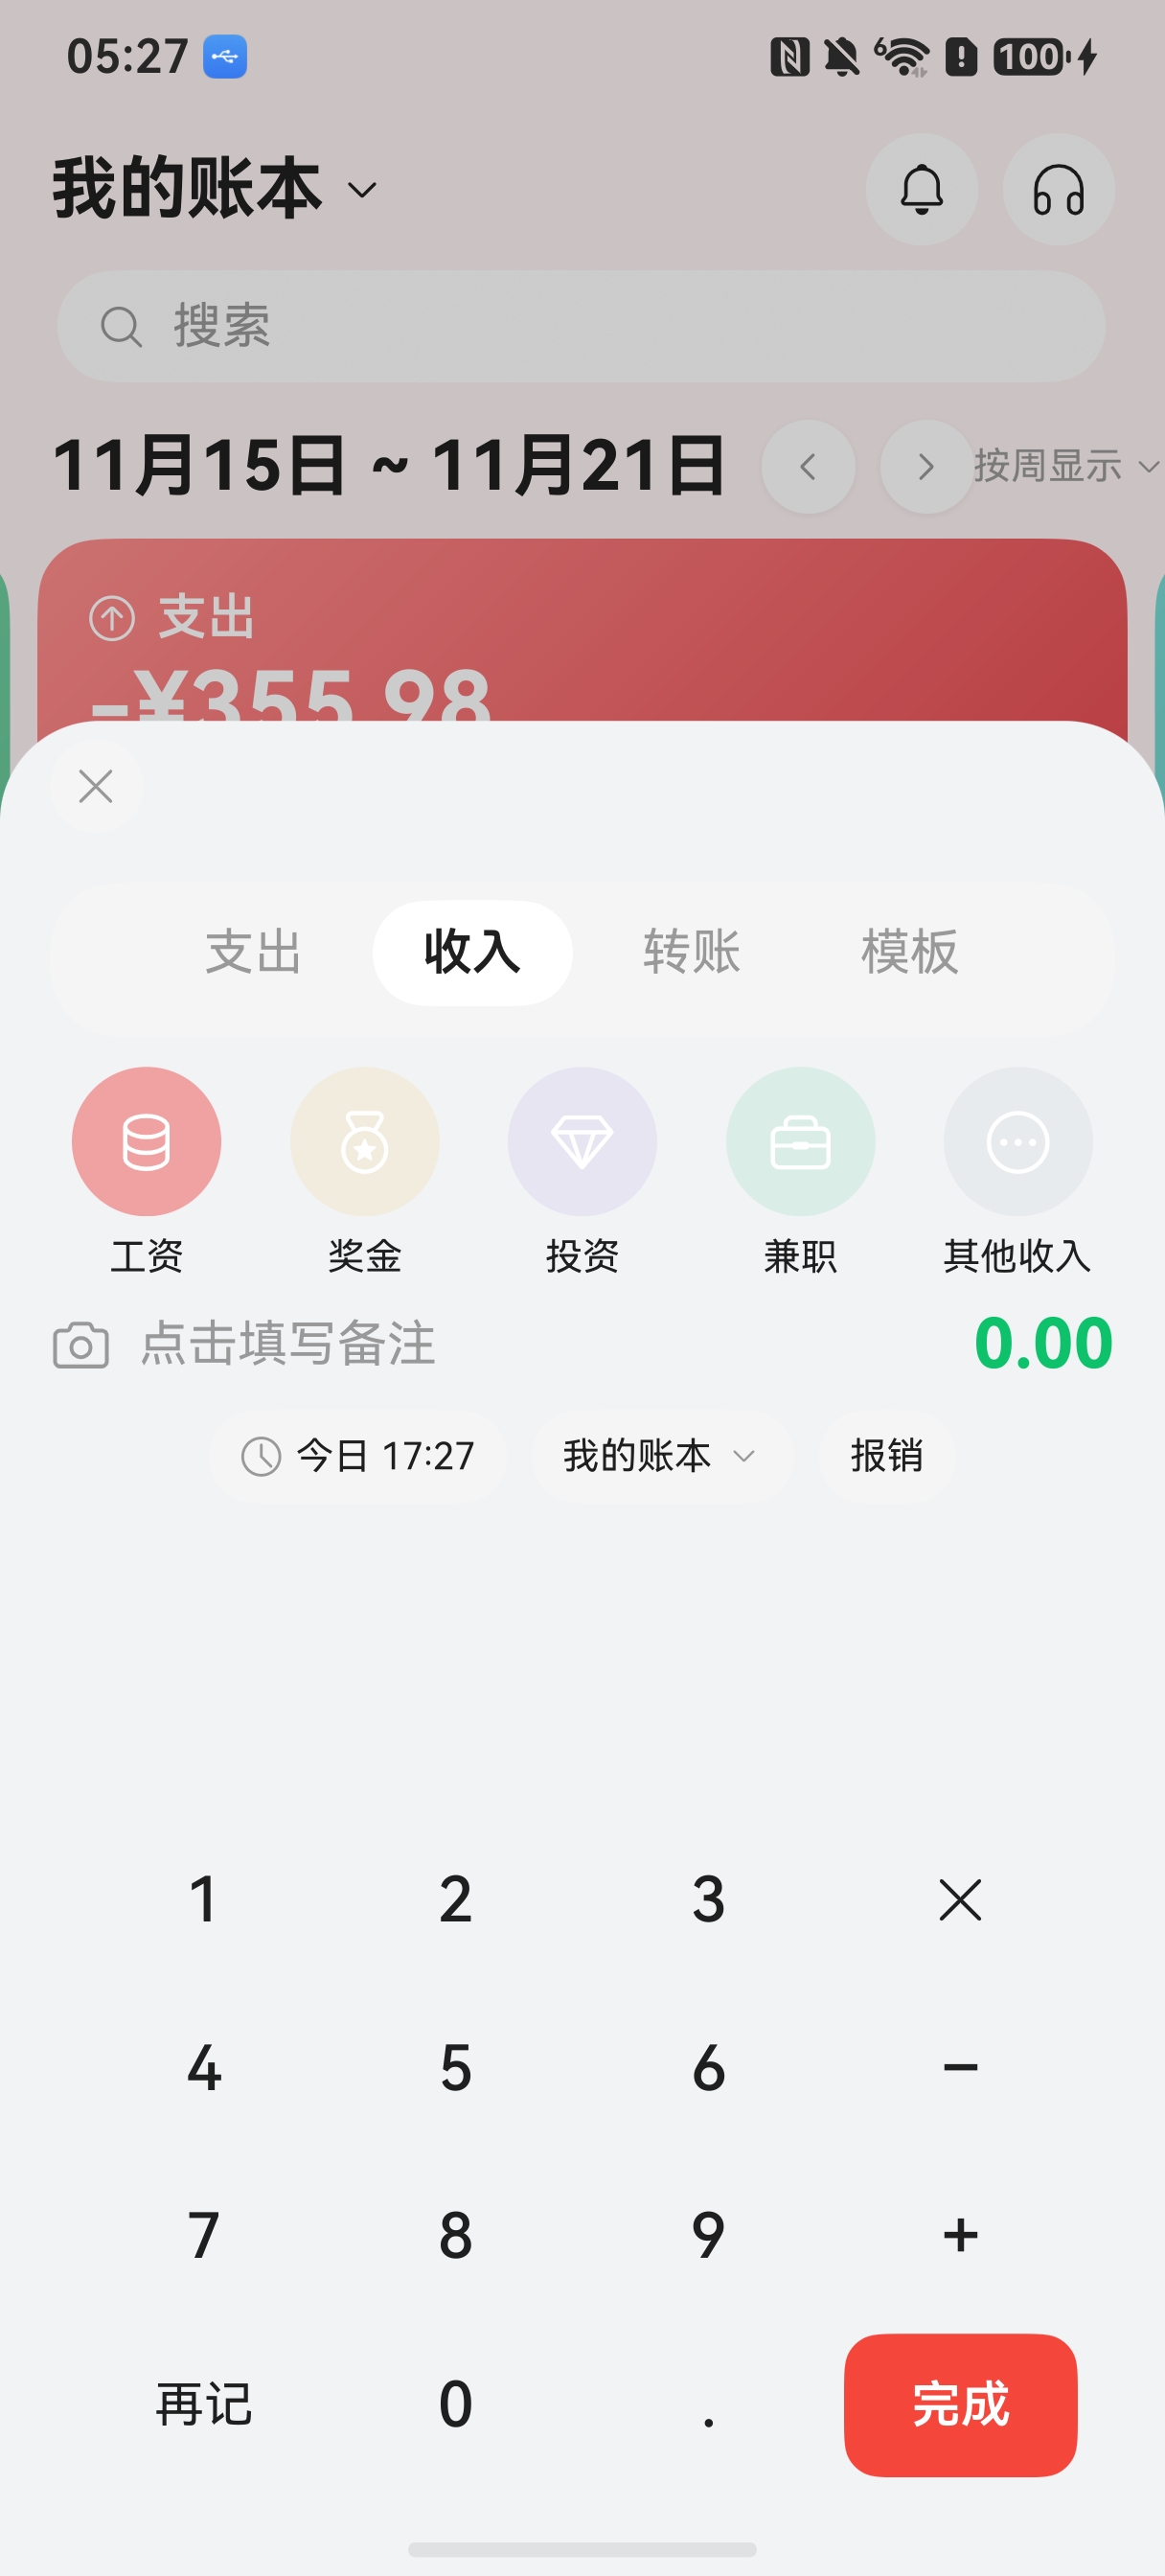 05:27
6
100
我的账本
搜索
11月15日 ~ 11月21日
按周显示
支出
-¥355.98
支出 收入 转账 模板
工资 奖金 投资 兼职 其他收入
点击填写备注 0.00
今日 17:27 我的账本 报销
1 2 3 ×
4 5 6 −
7 8 9 +
再记 0 . 完成